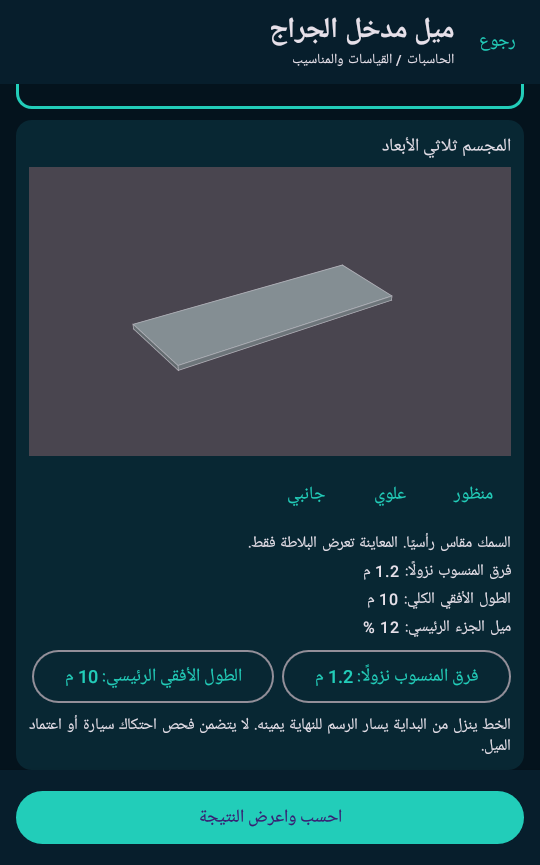 رجوع
ميل مدخل الجراج
الحاسبات / القياسات والمناسيب
المجسم ثلاثي الأبعاد
منظور
علوي
جانبي
السمك مقاس رأسيًا. المعاينة تعرض البلاطة فقط.
فرق المنسوب نزولًا: 1.2 م
الطول الأفقي الكلي: 10 م
ميل الجزء الرئيسي: 12 %
فرق المنسوب نزولًا: 1.2 م
الطول الأفقي الرئيسي: 10 م
الخط ينزل من البداية يسار الرسم للنهاية يمينه. لا يتضمن فحص احتكاك سيارة أو اعتماد
الميل.
احسب واعرض النتيجة